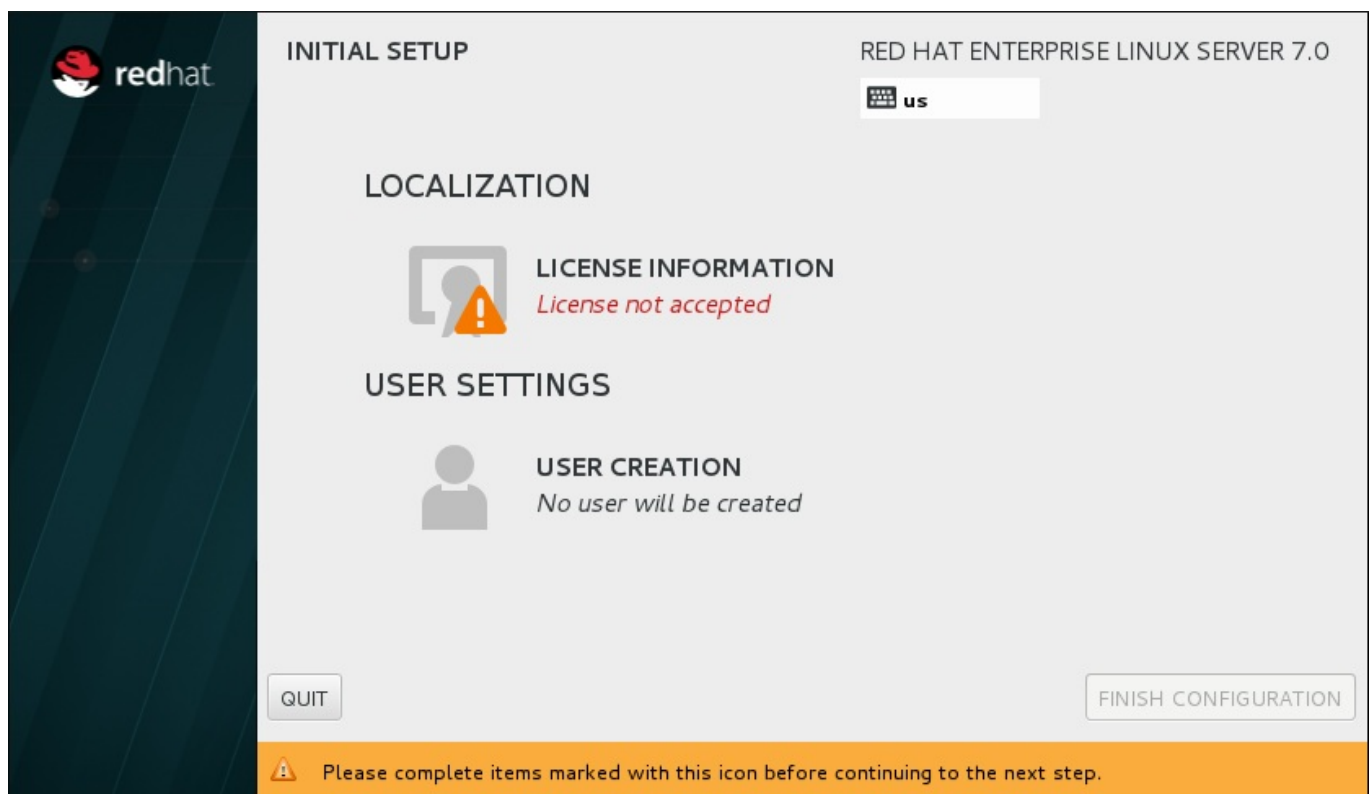 redhat
INITIAL SETUP
RED HAT ENTERPRISE LINUX SERVER 7.0
us
LOCALIZATION
LICENSE INFORMATION
License not accepted
USER SETTINGS
USER CREATION
No user will be created
QUIT
FINISH CONFIGURATION
Please complete items marked with this icon before continuing to the next step.